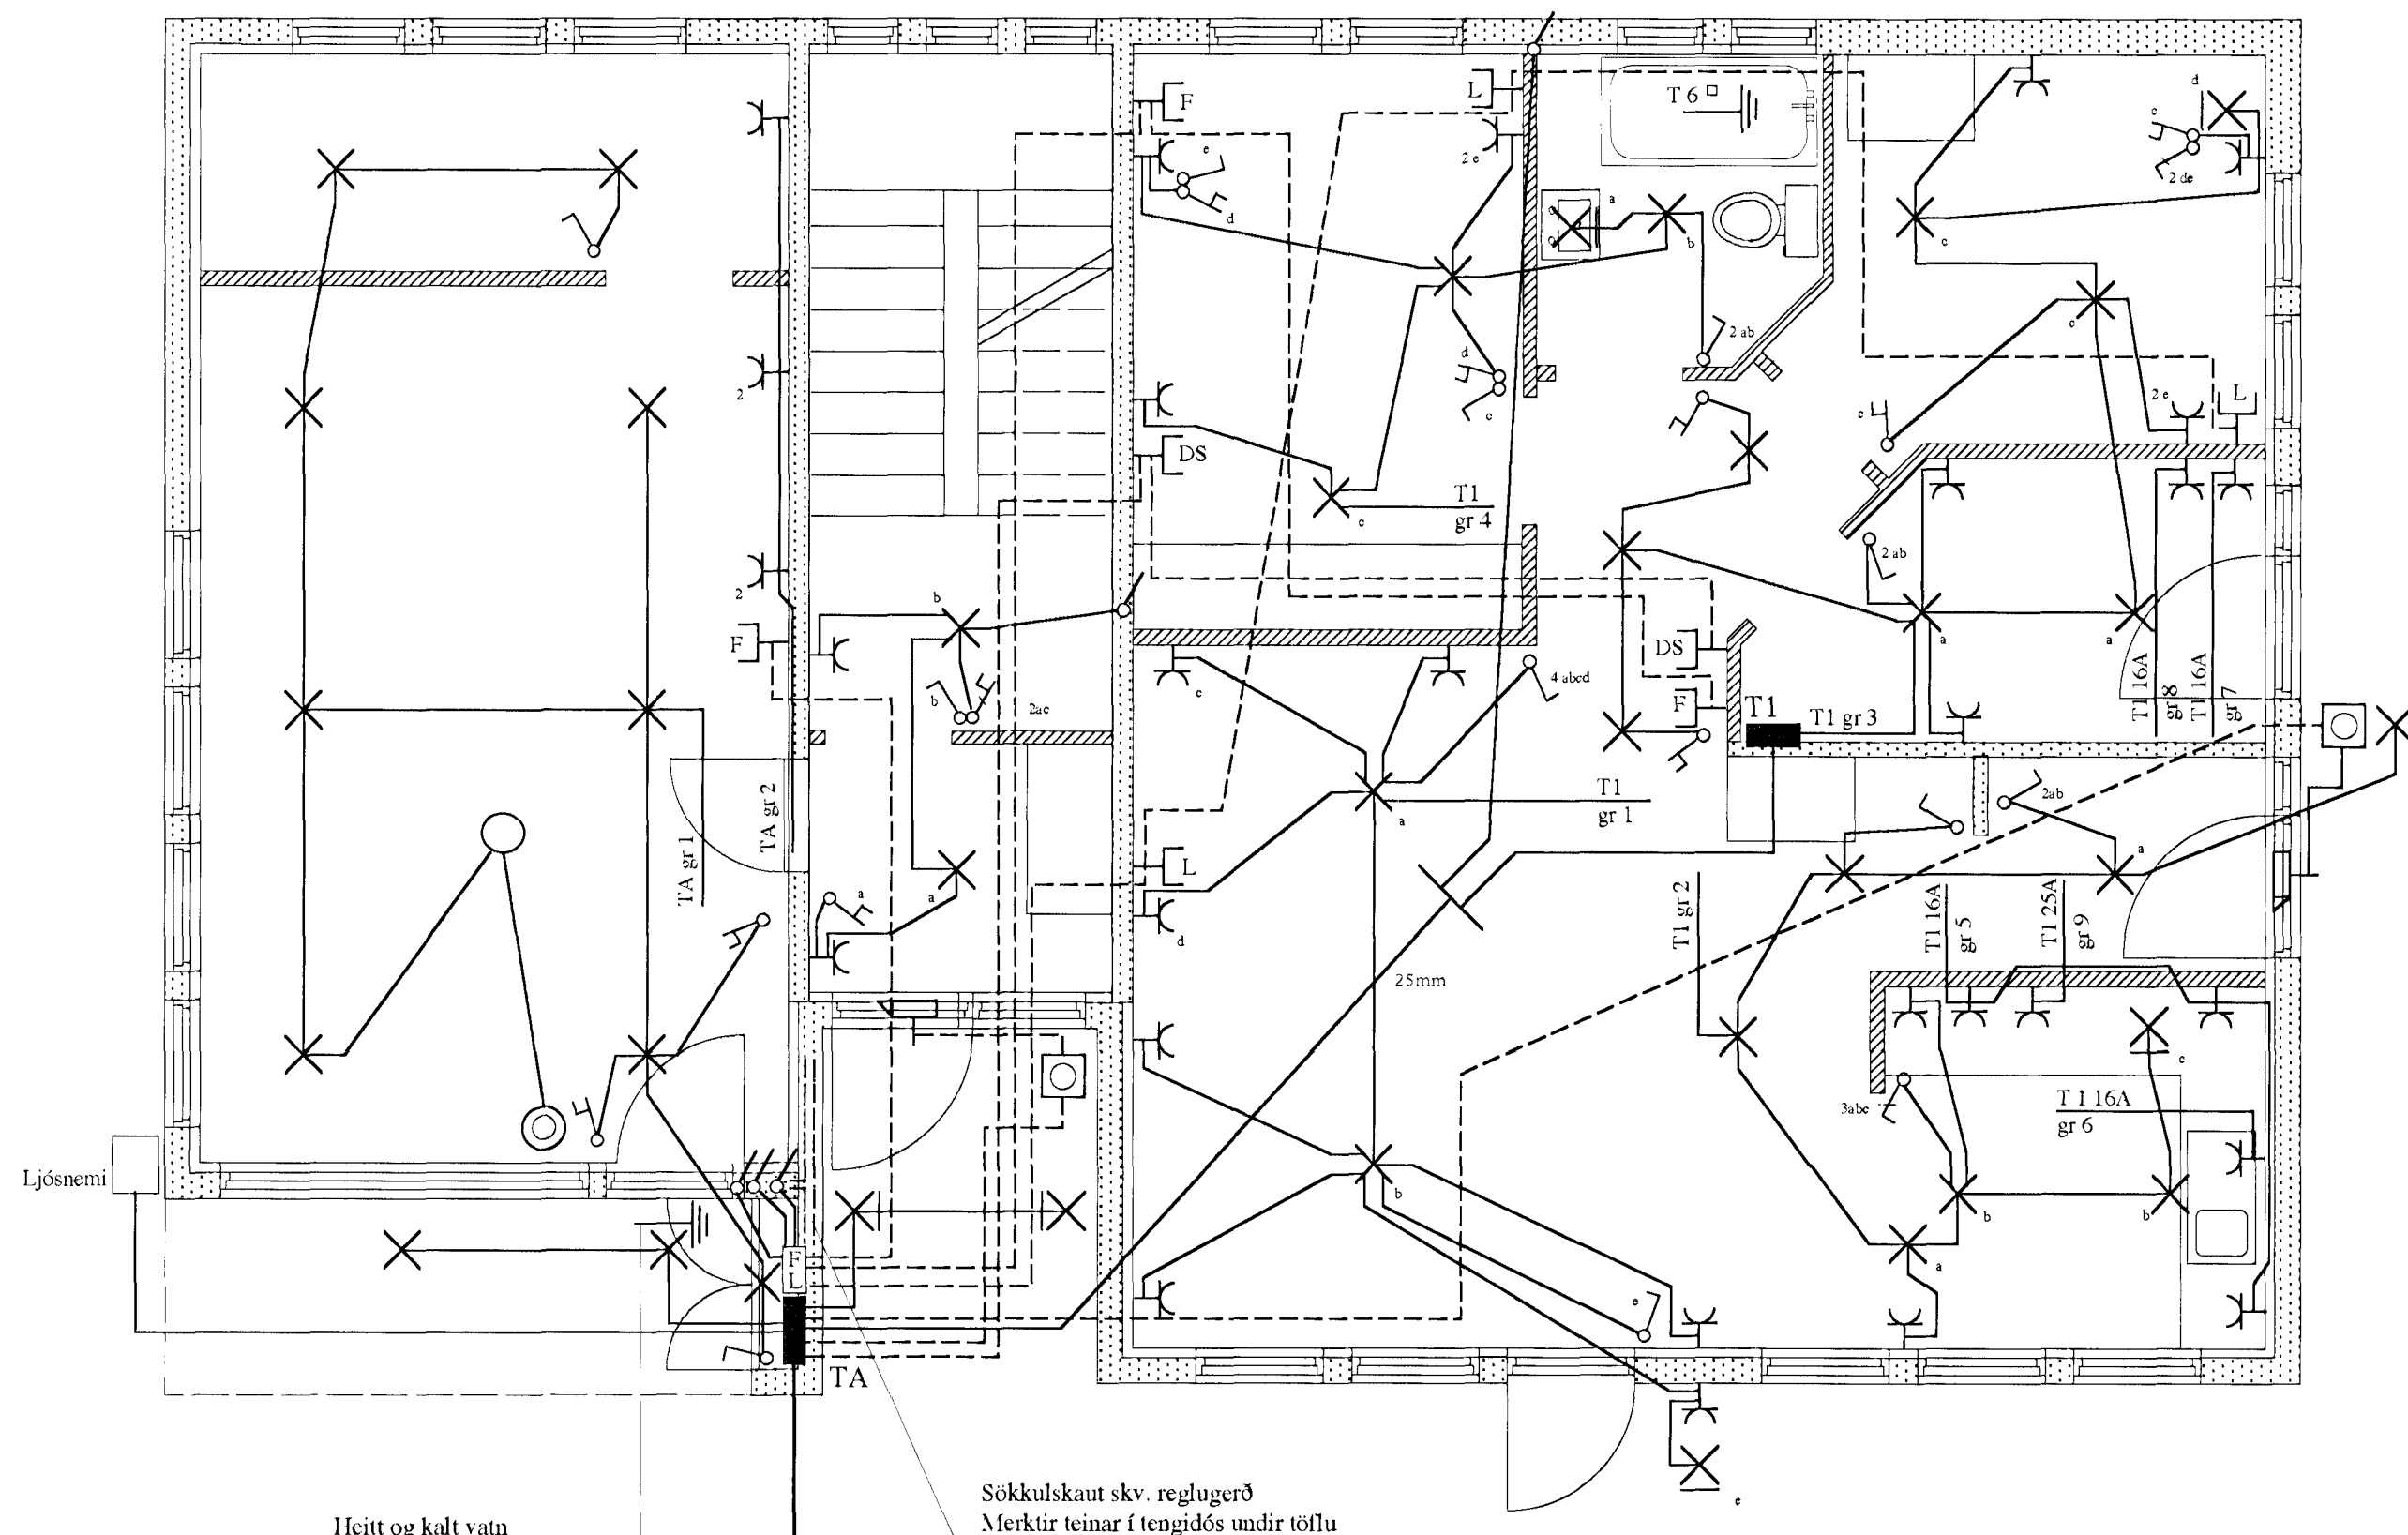 F
L
T 6
d
c
2 e
e
d
a
b
2 de
c
2 ab
d
c
c
2
2 e
L
c
DS
T1
gr 4
c
2 ab
2
b
F
DS
a
a
4 abcd
c
T1 16A
gr 8
T1 16A
gr 7
b
2ac
F
T1
T1 gr 3
TA gr 1
TA gr 2
T1
gr 1
a
2ab
a
L
a
a
d
T1 gr 2
T1 16A
gr 5
T1 25A
gr 9
25mm
c
3abc
T 1 16A
gr 6
Ljósnemi
b
b
b
F
L
a
e
TA
e
Sökkulskaut skv. reglugerð
Heitt og kalt vatn
Merktir teinar í tengidós undir töflu